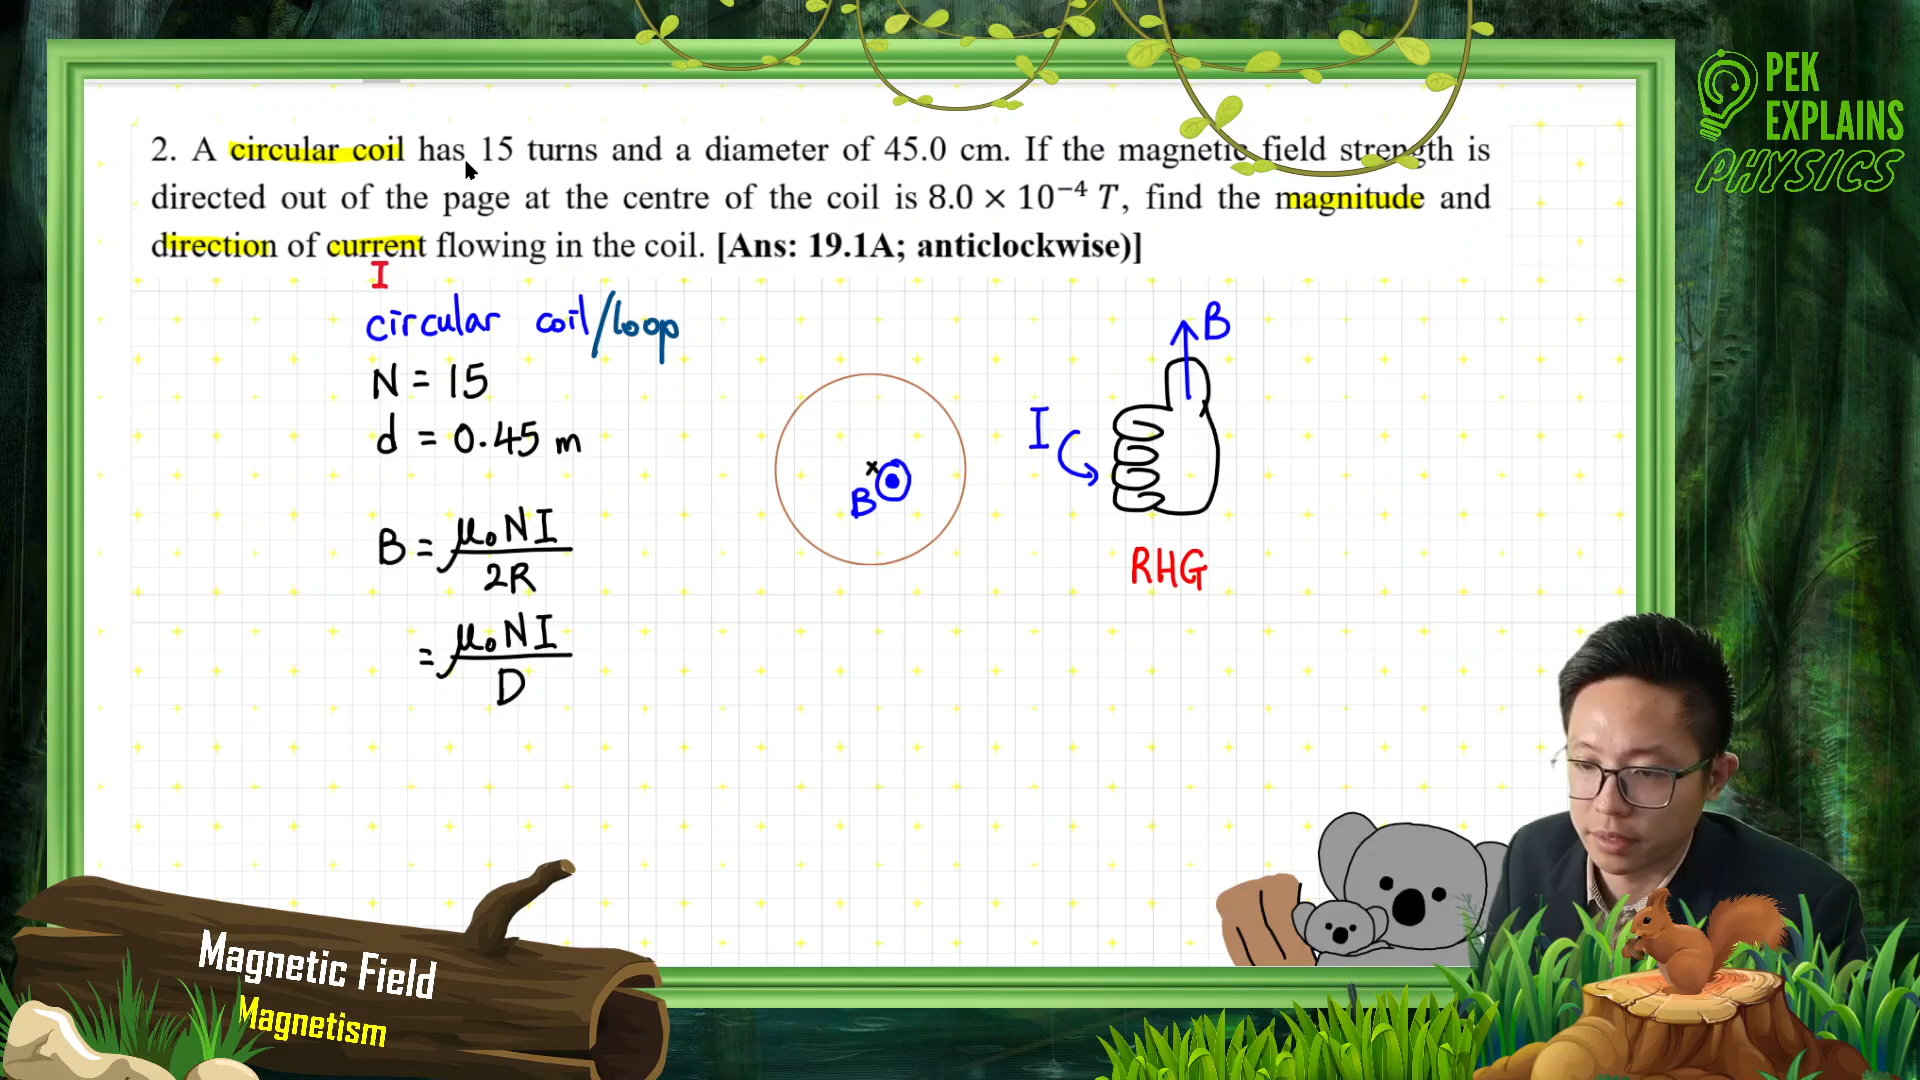 PEK
EXPLAINS
PHYSICS
2. A circular coil has 15 turns and a diameter of 45.0 cm. If the magnetic field strength is
directed out of the page at the centre of the coil is 8.0 × 10⁻⁴ T, find the magnitude and
direction of current flowing in the coil. [Ans: 19.1A; anticlockwise)]
I
circular coil/loop
N = 15
d = 0.45 m
B = μ₀NI / 2R
= μ₀NI / D
x
B
B
I
RHG
Magnetic Field
Magnetism